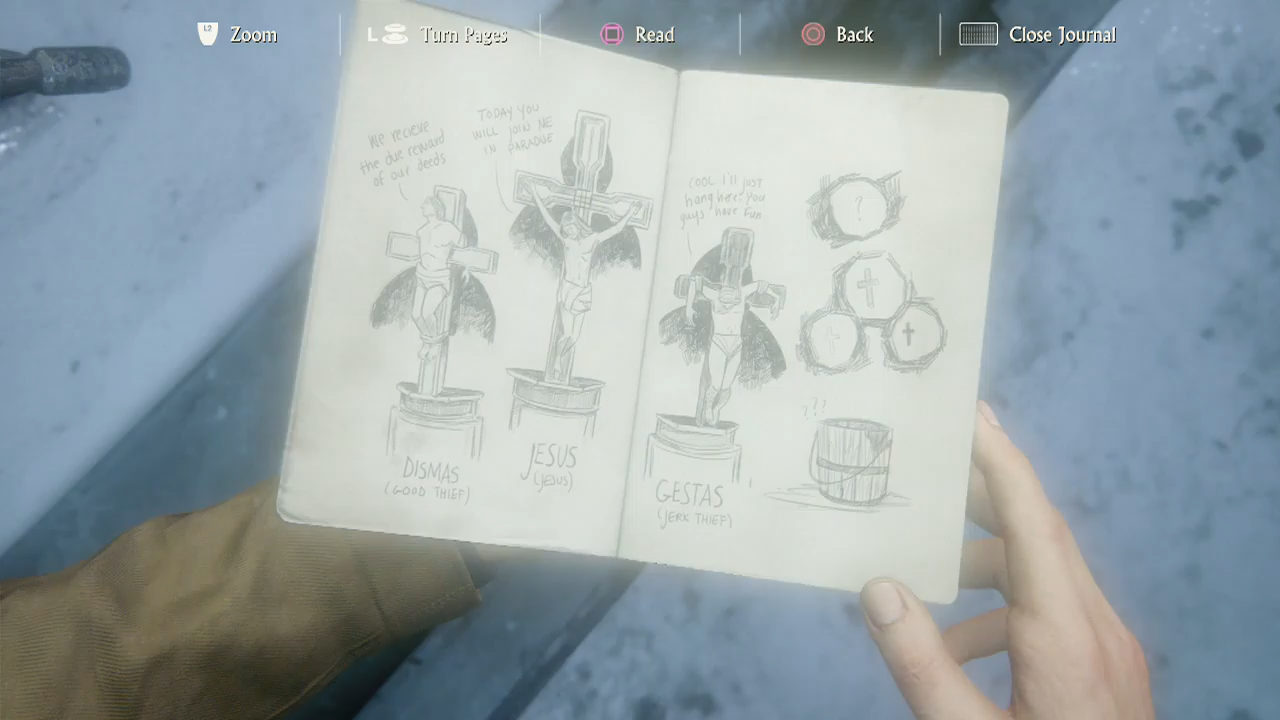 L2 Zoom
L Turn Pages
Read
Back
Close Journal
We recieve
the due reward
of our deeds
TODAY YOU
WILL JOIN ME
IN PARADISE
DISMAS
(GOOD THIEF)
JESUS
(JESUS)
COOL I'll JUST
hang here. You
guys have fun.
GESTAS
(JERK THIEF)
?
???